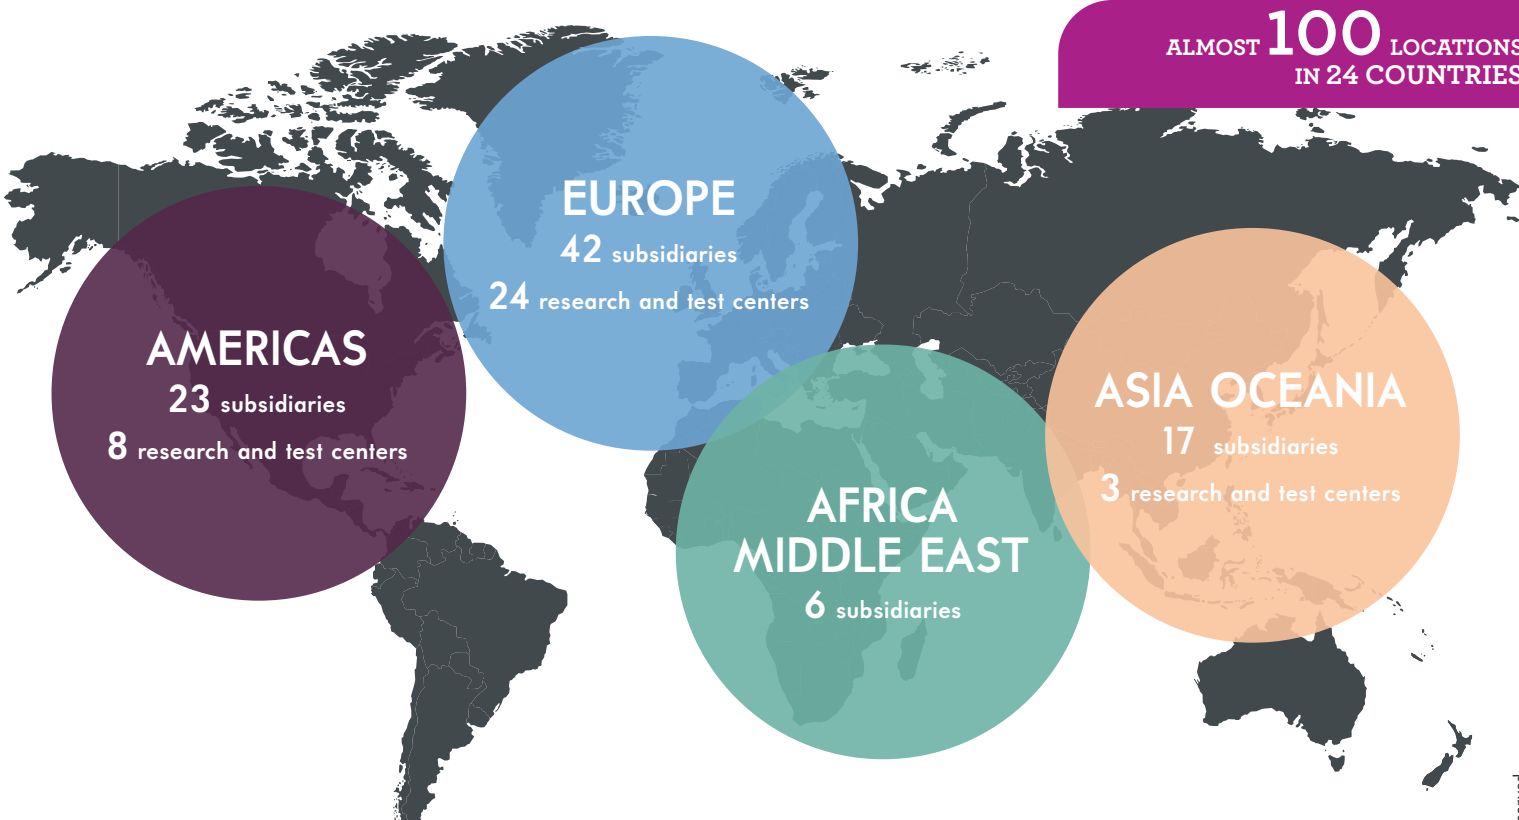 ALMOST 100 LOCATIONS
IN 24 COUNTRIES
EUROPE
42 subsidiaries
24 research and test centers
AMERICAS
23 subsidiaries
8 research and test centers
ASIA OCEANIA
17 subsidiaries
3 research and test centers
AFRICA
MIDDLE EAST
6 subsidiaries